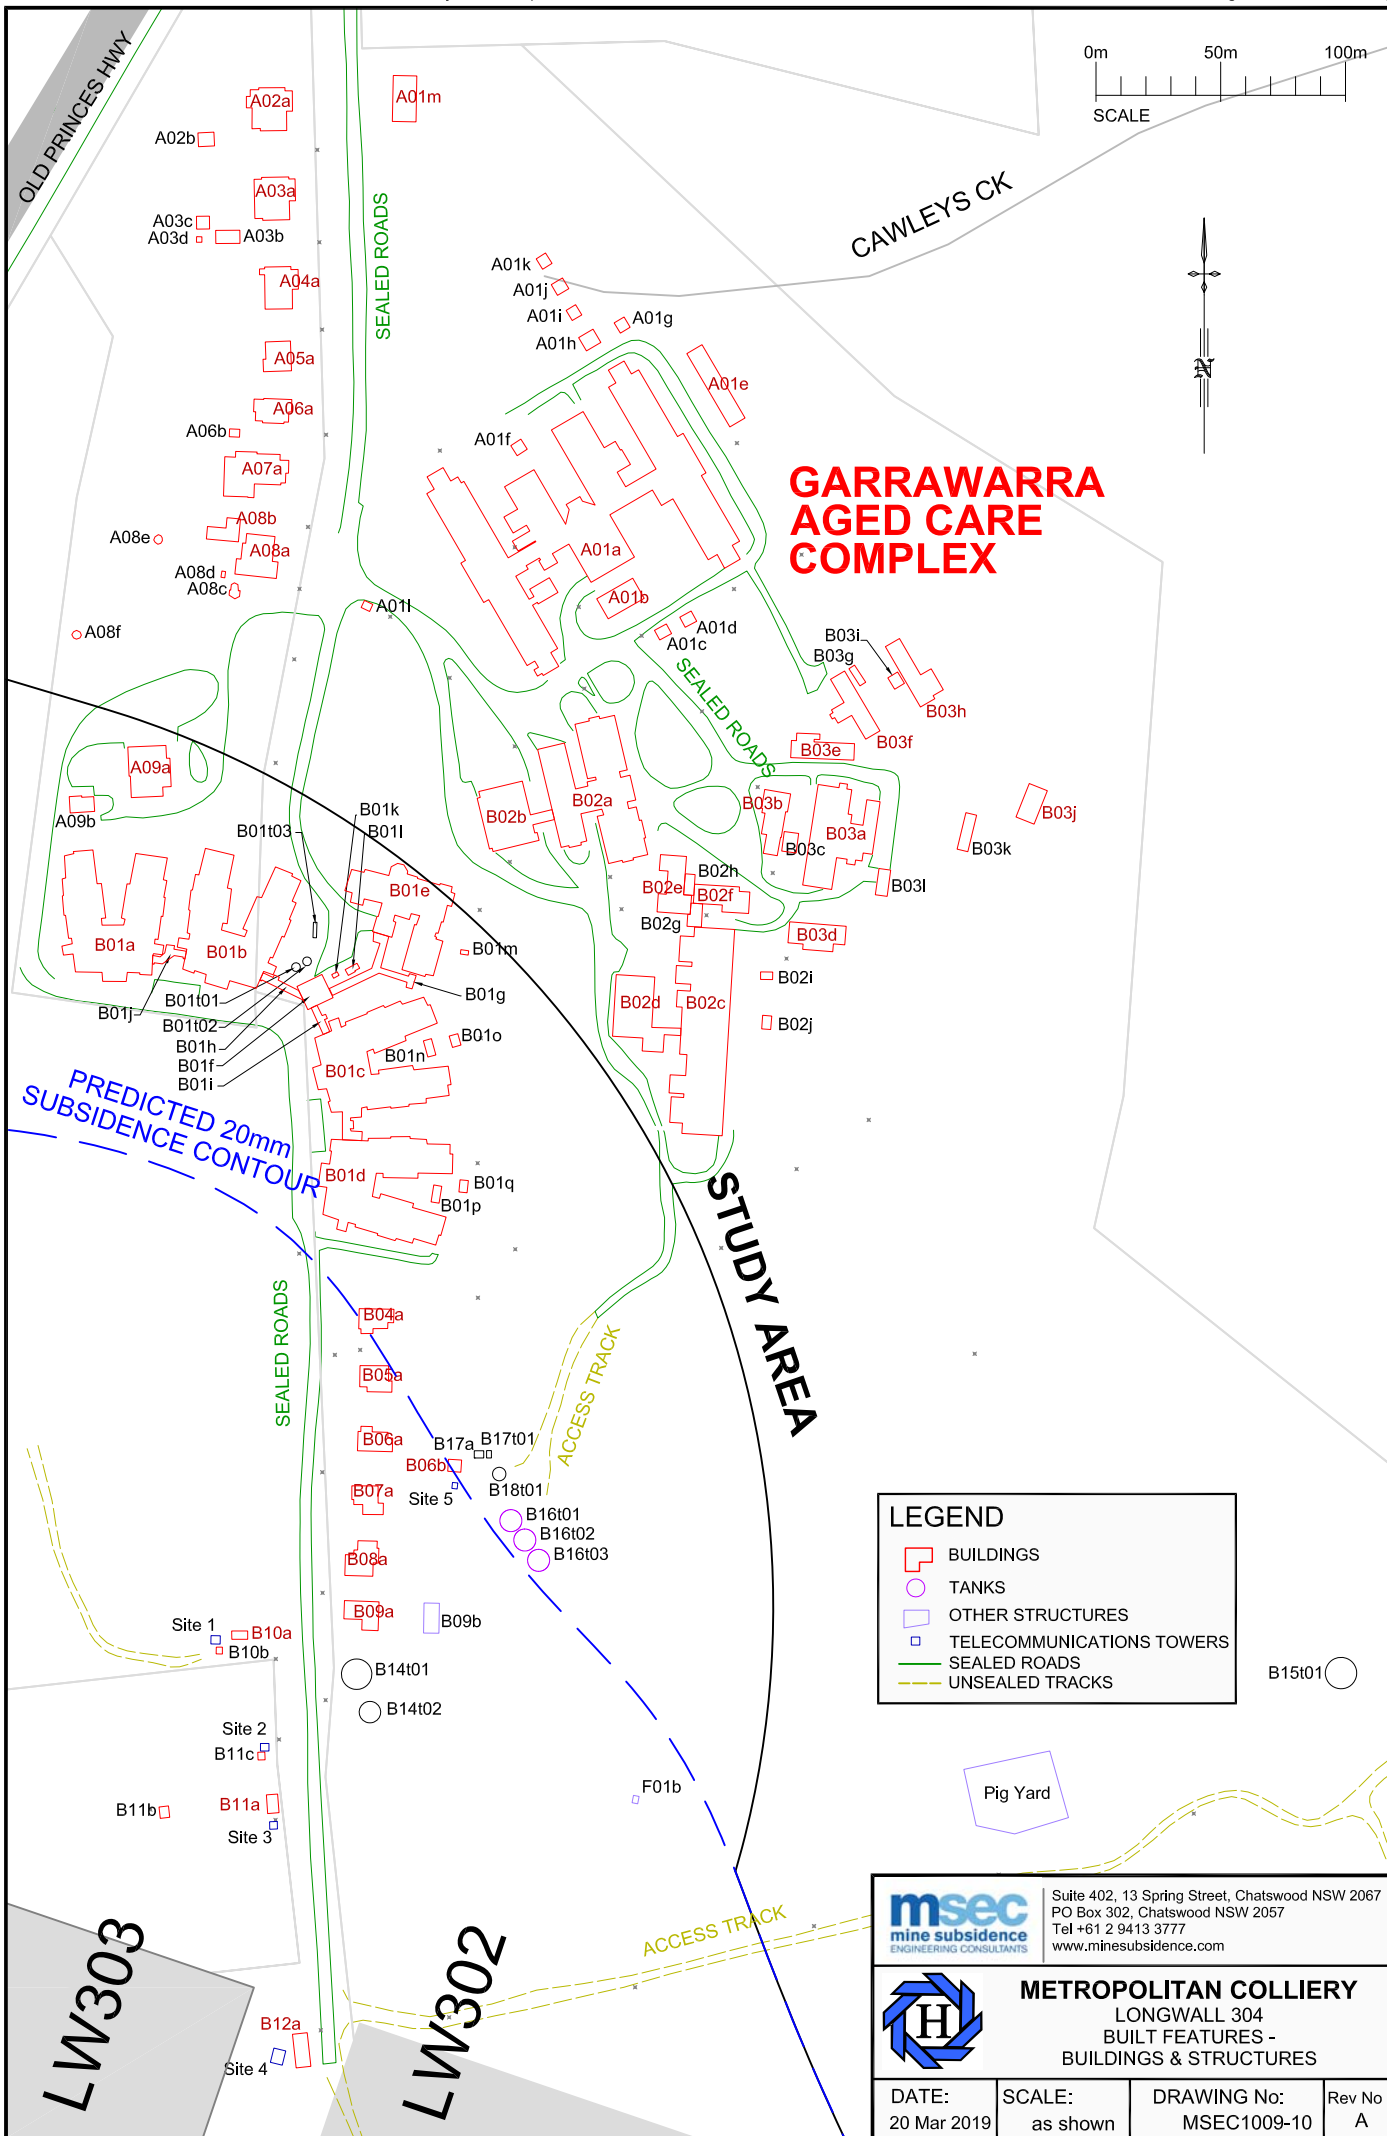 OLD PRINCES HWY
0m 50m 100m
SCALE
A02a
A01m
A02b
A03a
A03c
A03d
A03b
SEALED ROADS
CAWLEYS CK
A04a
A01k
A01j
A01i
A01g
A01h
A05a
A01e
N
A06a
A06b
A01f
A07a
GARRAWARRA
AGED CARE
COMPLEX
A08b
A08e
A08a
A01a
A08d
A08c
A01b
A01l
A08f
A01d
A01c
B03i
B03g
SEALED ROADS
B03h
B03f
B03e
A09a
B02a
B03b
B03j
A09b
B01k
B02b
B01t03
B01l
B03a
B03c
B03k
B02h
B01e
B02e
B02f
B03l
B02g
B03d
B01a
B01b
B01m
B02i
B01g
B02d
B02c
B01t01
B01j
B01t02
B02j
B01h
B01o
B01n
B01f
B01c
B01i
PREDICTED 20mm
SUBSIDENCE CONTOUR
B01d
B01q
B01p
STUDY AREA
SEALED ROADS
B04a
B05a
ACCESS TRACK
B06a
B17a
B17t01
B06b
B18t01
B07a
Site 5
B16t01
B16t02
B16t03
B08a
B09a
B09b
LEGEND
BUILDINGS
TANKS
OTHER STRUCTURES
TELECOMMUNICATIONS TOWERS
SEALED ROADS
UNSEALED TRACKS
Site 1
B10a
B10b
B14t01
B15t01
B14t02
Site 2
B11c
F01b
Pig Yard
B11b
B11a
Site 3
ACCESS TRACK
LW303
LW302
B12a
Site 4
msec
mine subsidence
ENGINEERING CONSULTANTS
Suite 402, 13 Spring Street, Chatswood NSW 2067
PO Box 302, Chatswood NSW 2057
Tel +61 2 9413 3777
www.minesubsidence.com
H
METROPOLITAN COLLIERY
LONGWALL 304
BUILT FEATURES -
BUILDINGS & STRUCTURES
DATE:
20 Mar 2019
SCALE:
as shown
DRAWING No:
MSEC1009-10
Rev No
A